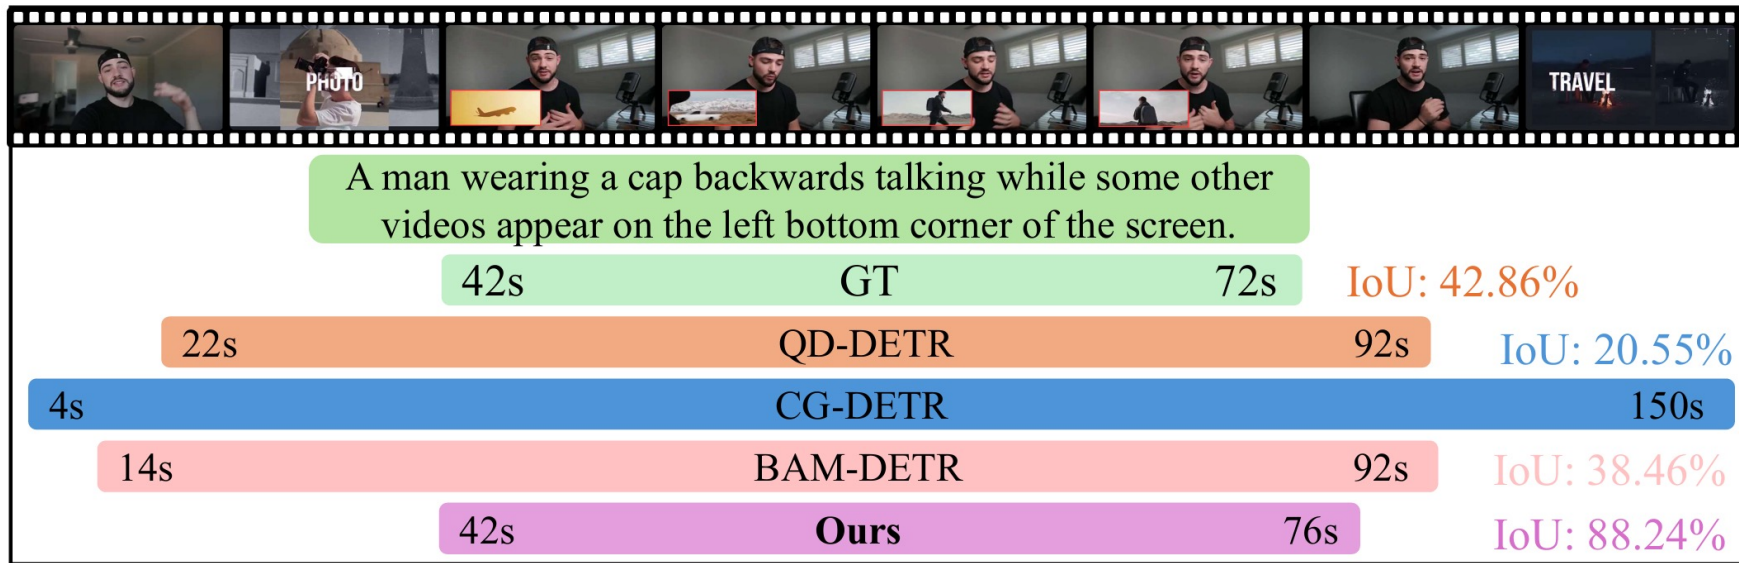 PHOTO
TRAVEL
A man wearing a cap backwards talking while some other
videos appear on the left bottom corner of the screen.
42s GT 72s IoU: 42.86%
22s QD-DETR 92s IoU: 20.55%
4s CG-DETR 150s
14s BAM-DETR 92s IoU: 38.46%
42s Ours 76s IoU: 88.24%